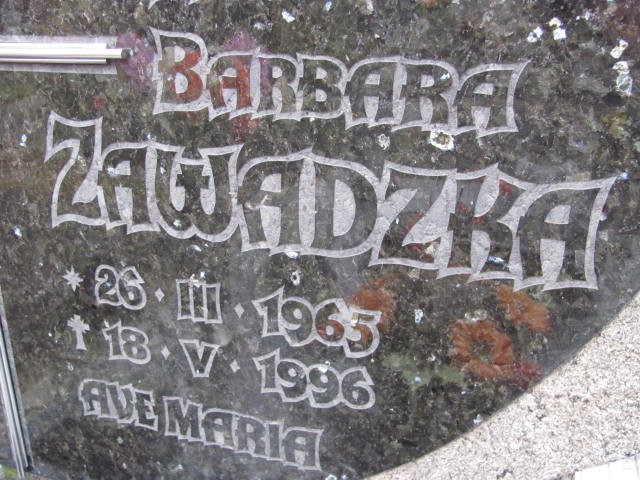 BARBARA
ZAWADZKA
* 26 · III · 1965
✝ 18 · V · 1996
AVE MARIA